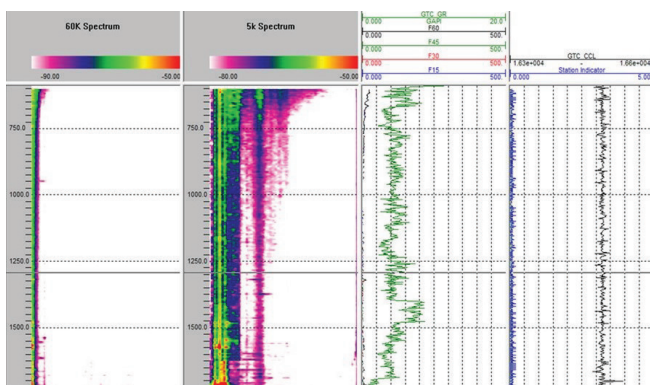 60K Spectrum
-90.00 -50.00
750.0
1000.0
1250.0
1500.0
5k Spectrum
-80.00 -50.00
750.0
1000.0
1250.0
1500.0
GTC_GR
0.000 GAPI 20.0
F60
0.000 500.
F45
0.000 500.
F30
0.000 500.
F15
0.000 500.
GTC_CCL
1.63e+004 - 1.66e+004
Station Indicator
0.000 5.00